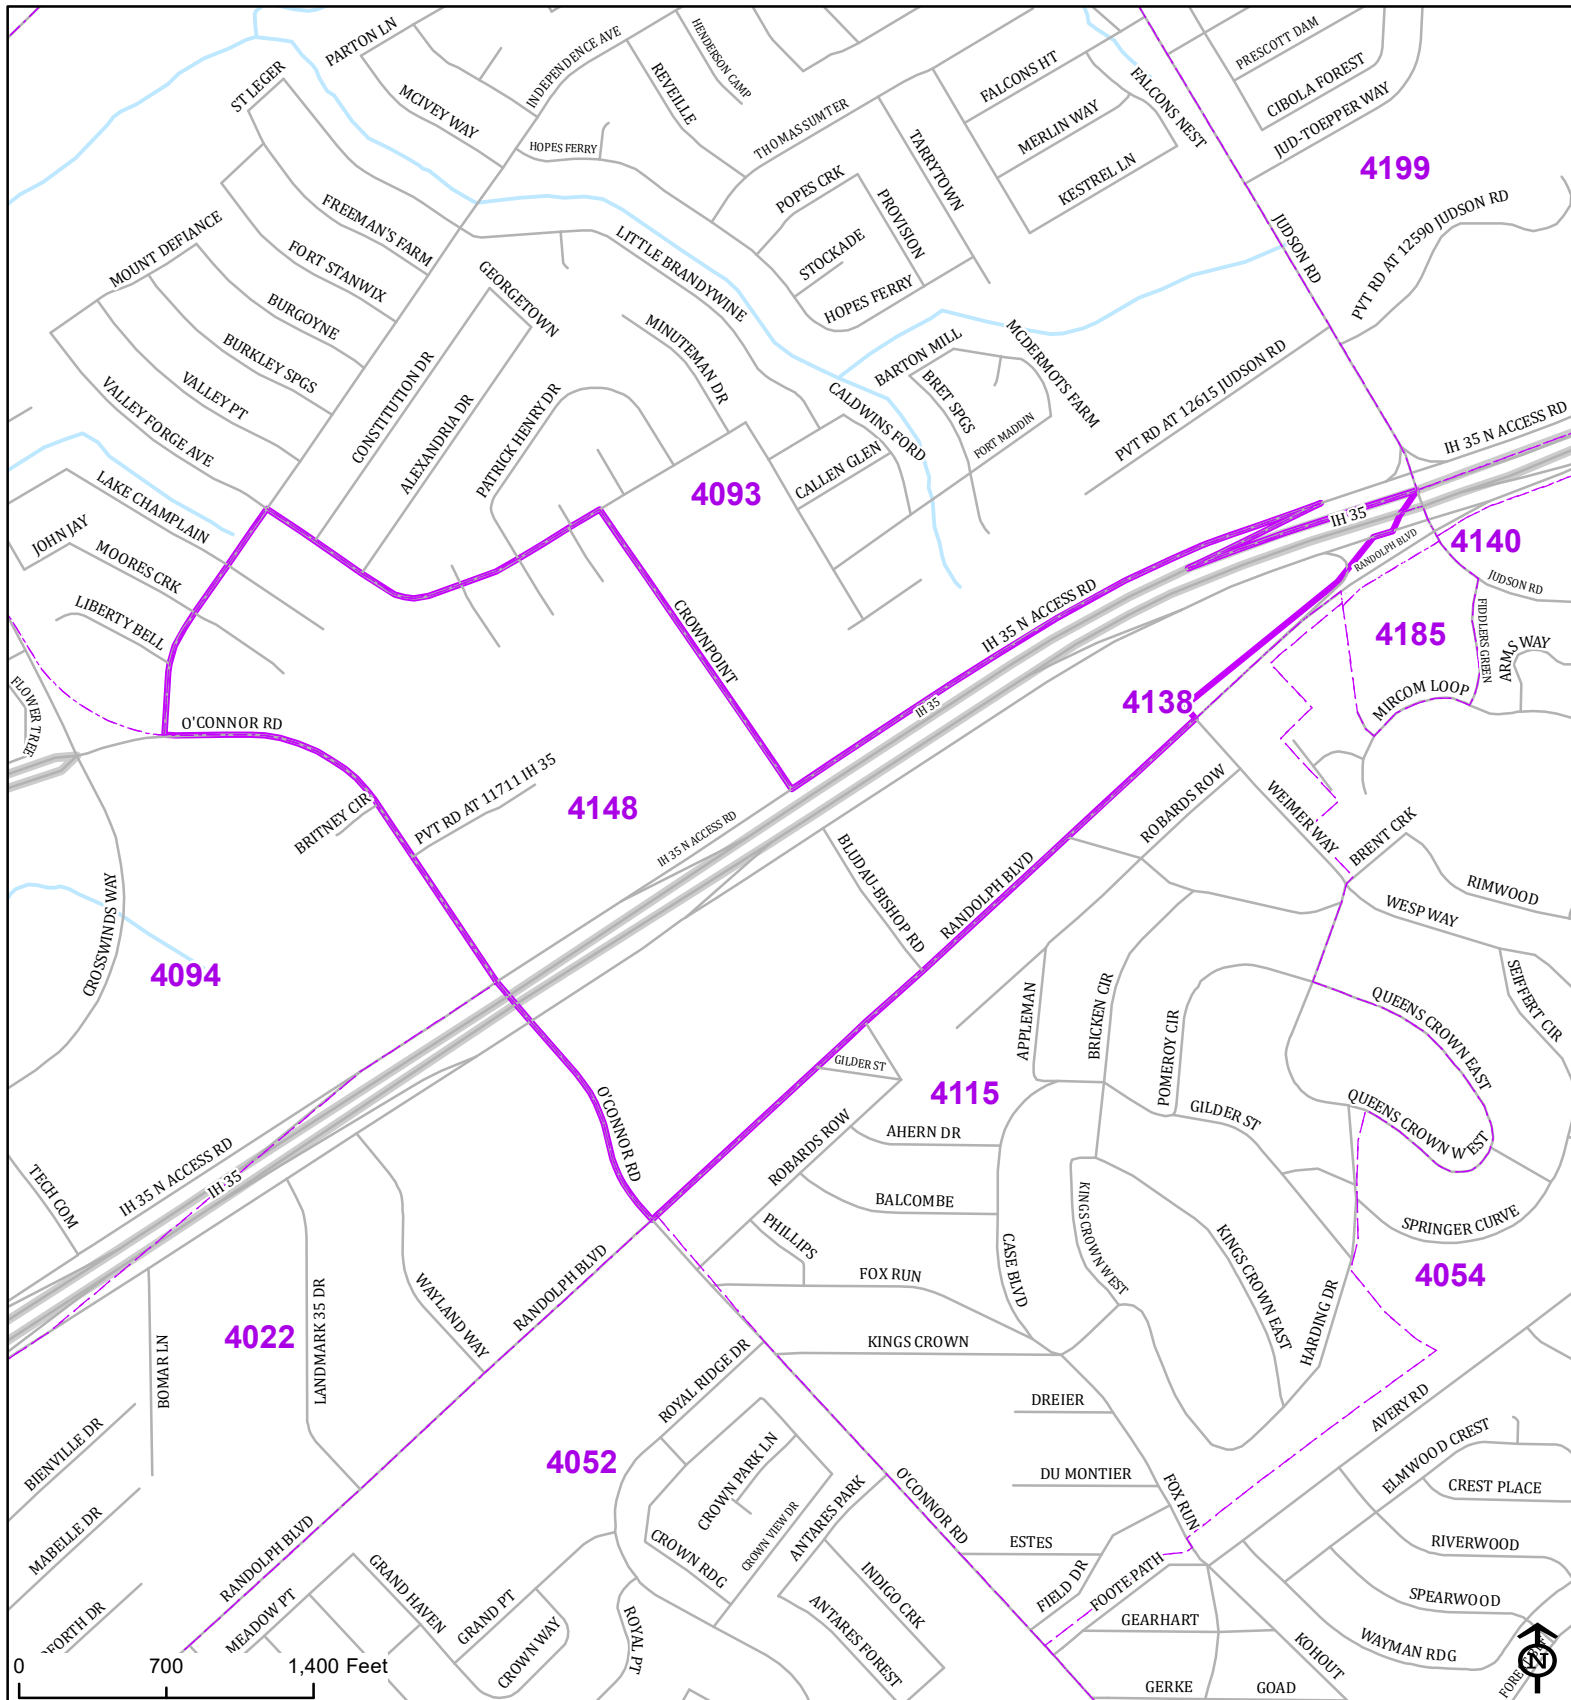 PARTON LN
INDEPENDENCE AVE
HENDERSON CAMP
PRESCOTT DAM
ST LEGER
MCIVEY WAY
REVEILLE
FALCONS HT
FALCONS NEST
CIBOLA FOREST
HOPES FERRY
THOMAS SUMTER
TARRYTOWN
MERLIN WAY
JUD-TOEPPER WAY
4199
KESTREL LN
POPES CRK
PROVISION
FREEMAN'S FARM
MOUNT DEFIANCE
FORT STANWIX
LITTLE BRANDYWINE
STOCKADE
JUDSON RD
PVT RD AT 12590 JUDSON RD
GEORGETOWN
HOPES FERRY
BURGOYNE
MINUTEMAN DR
BARTON MILL
MCDERMOTS FARM
BURKLEY SPGS
CONSTITUTION DR
VALLEY PT
VALLEY FORGE AVE
PATRICK HENRY DR
ALEXANDRIA DR
CALDWINS FORD
BRET SPGS
FORT MADDIN
PVT RD AT 12615 JUDSON RD
IH 35 N ACCESS RD
CALLEN GLEN
4093
LAKE CHAMPLAIN
JOHN JAY
MOORES CRK
LIBERTY BELL
IH 35
RANDOLPH BLVD
4140
JUDSON RD
CROWNPOINT
IH 35 N ACCESS RD
4185
FIDDLERS GREEN
ARMS WAY
FLOWER TREE
O'CONNOR RD
IH 35
4138
MIRCOM LOOP
PVT RD AT 11711 IH 35
BRITNEY CIR
4148
IH 35 N ACCESS RD
BLUDAU-BISHOP RD
ROBARDS ROW
WEIMER WAY
BRENT CRK
RIMWOOD
WESP WAY
RANDOLPH BLVD
CROSSWINDS WAY
4094
SEIFFERT CIR
APPLEMAN
BRICKEN CIR
POMEROY CIR
QUEENS CROWN EAST
GILDER ST
4115
O'CONNOR RD
GILDER ST
QUEENS CROWN WEST
ROBARDS ROW
AHERN DR
BALCOMBE
TECH COM
IH 35 N ACCESS RD
IH 35
KINGS CROWN WEST
SPRINGER CURVE
PHILLIPS
CASE BLVD
KINGS CROWN EAST
FOX RUN
4054
RANDOLPH BLVD
WAYLAND WAY
4022
LANDMARK 35 DR
BOMAR LN
KINGS CROWN
HARDING DR
ROYAL RIDGE DR
DREIER
AVERY RD
BIENVILLE DR
4052
CROWN PARK LN
O'CONNOR RD
DU MONTIER
FOX RUN
ELMWOOD CREST
CREST PLACE
MABELLE DR
RANDOLPH BLVD
CROWN RDG
CROWN VIEW DR
ANTARES PARK
ESTES
RIVERWOOD
GRAND HAVEN
INDIGO CRK
FIELD DR
FOOTE PATH
SPEARWOOD
FORTH DR
MEADOW PT
GRAND PT
CROWN WAY
ROYAL PT
ANTARES FOREST
GEARHART
KOHOUT
WAYMAN RDG
GERKE
GOAD
0 700 1,400 Feet
N